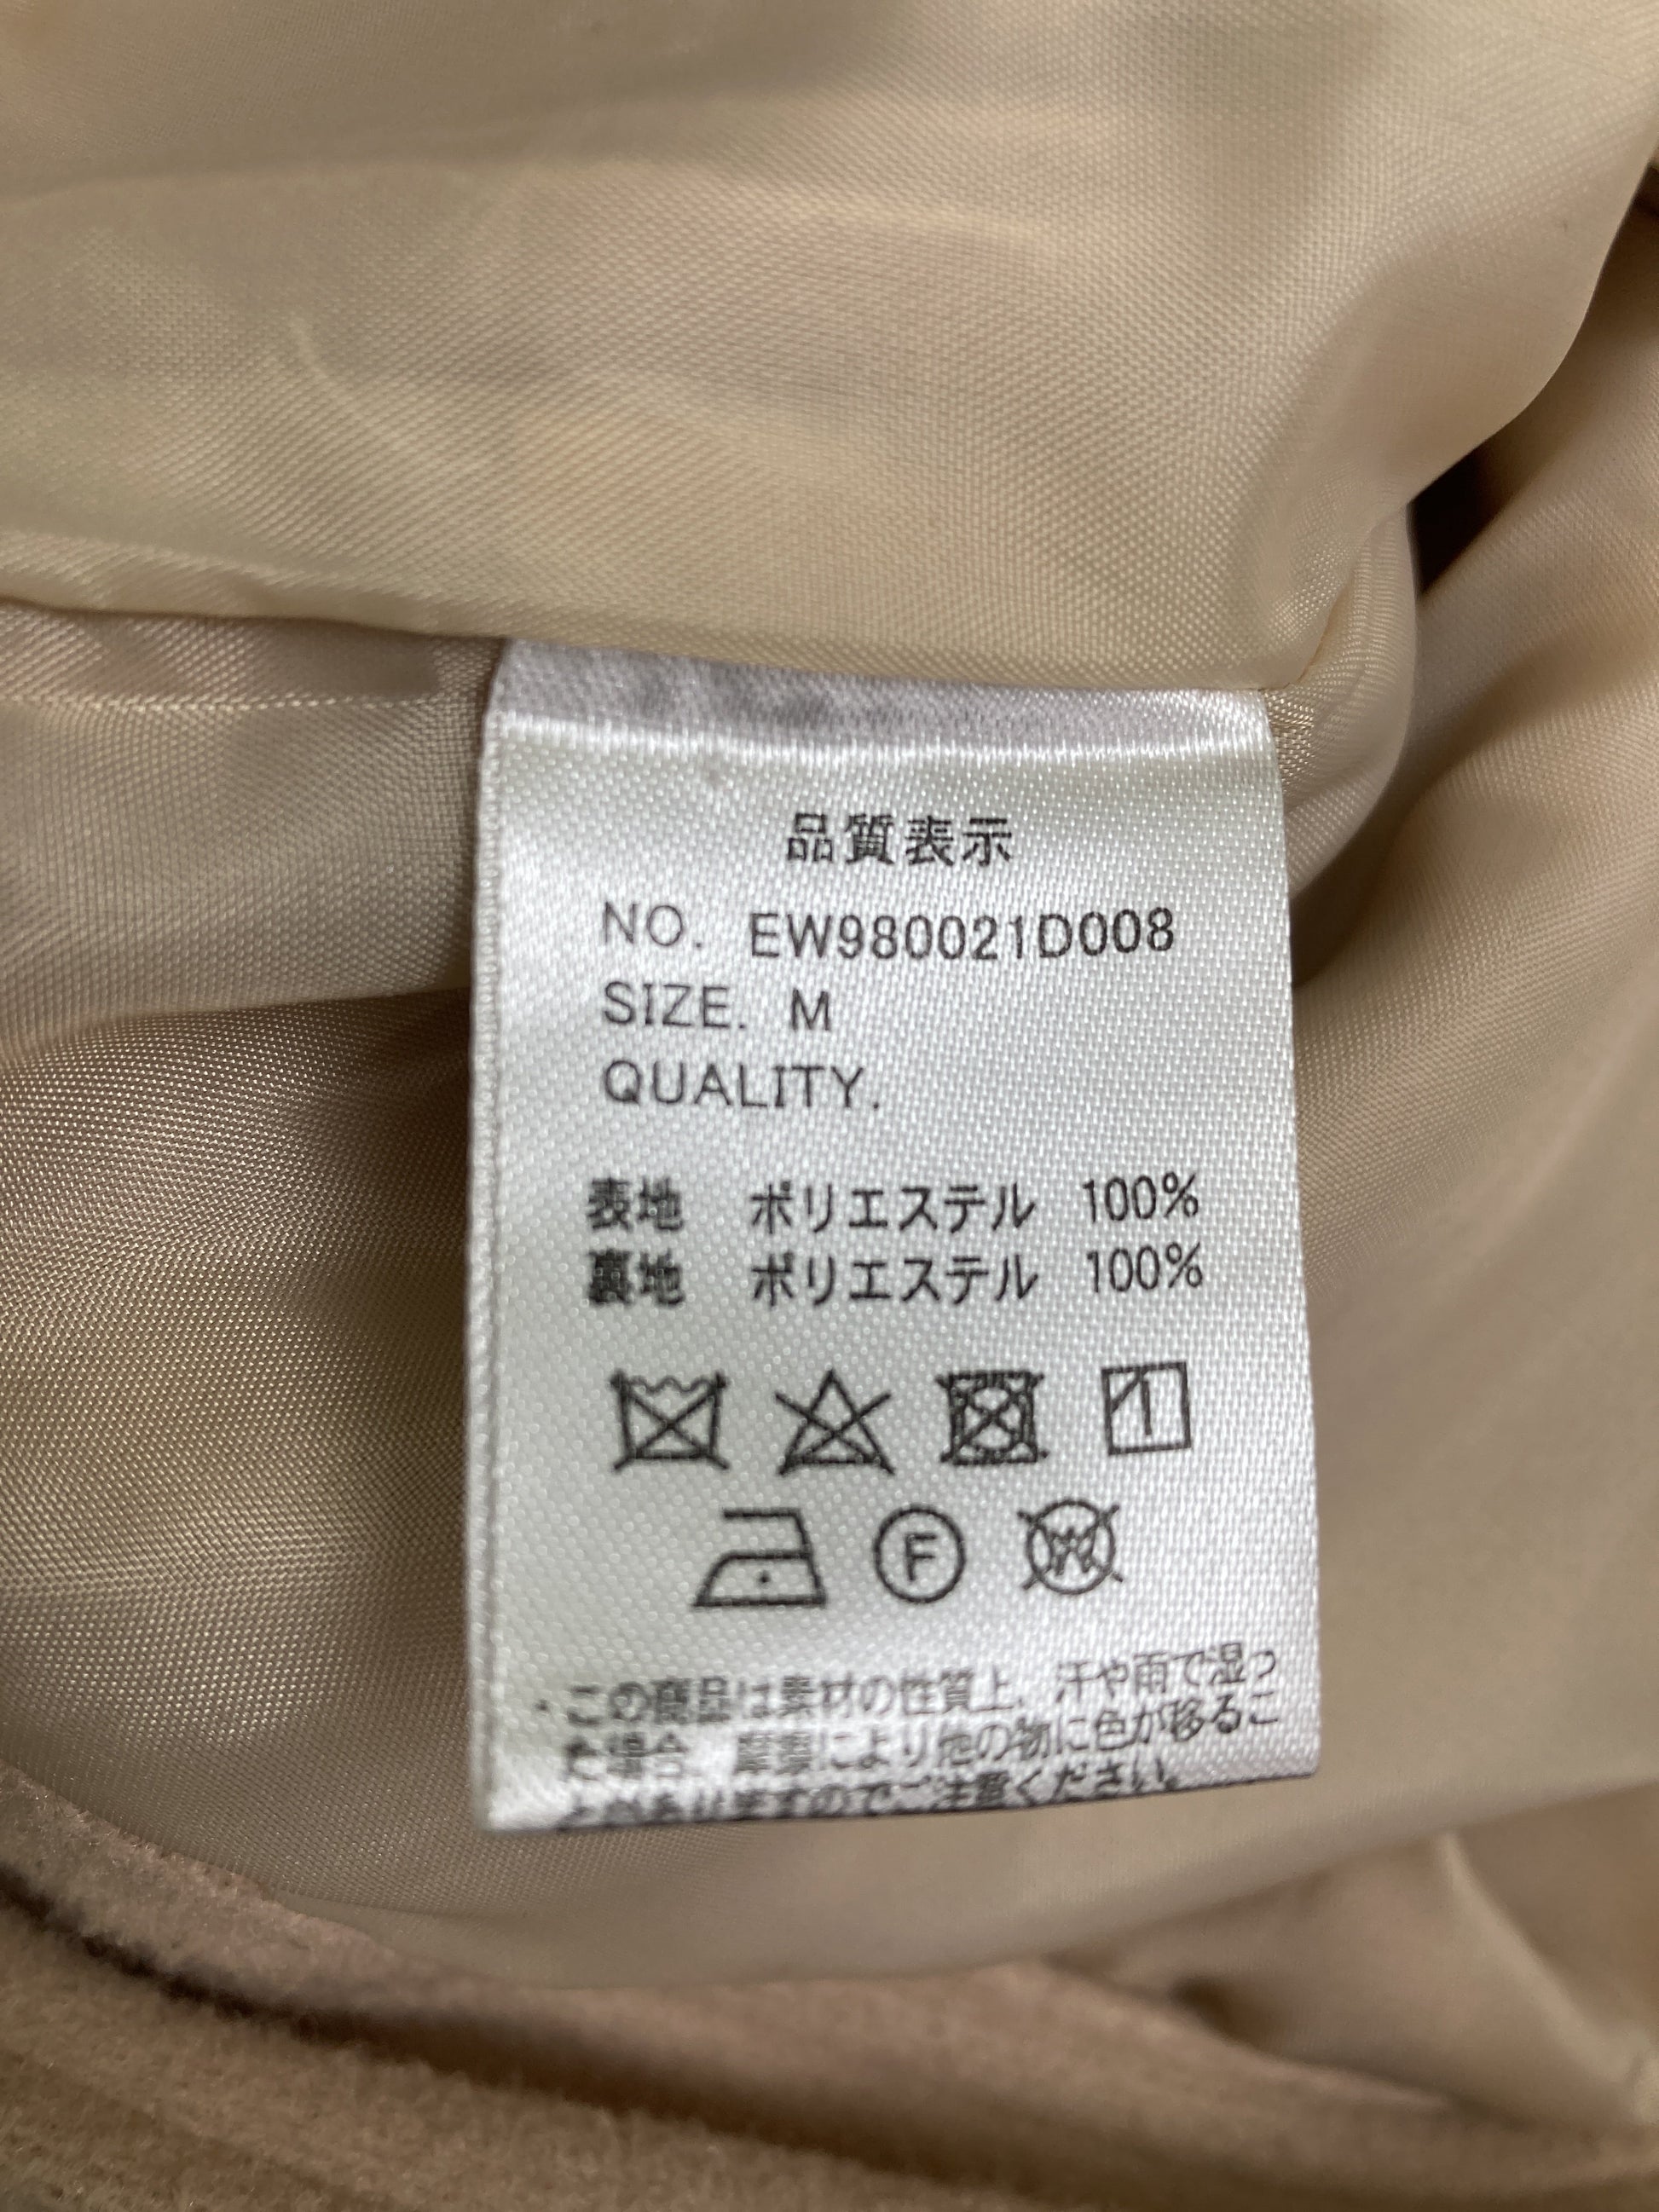 品質表示
NO. EW980021D008
SIZE. M
QUALITY.
表地 ポリエステル 100%
裏地 ポリエステル 100%
F
W
・この商品は素材の性質上、汗や雨で湿っ
た場合、摩擦により他の物に色が移るこ
とがありますのでご注意ください。